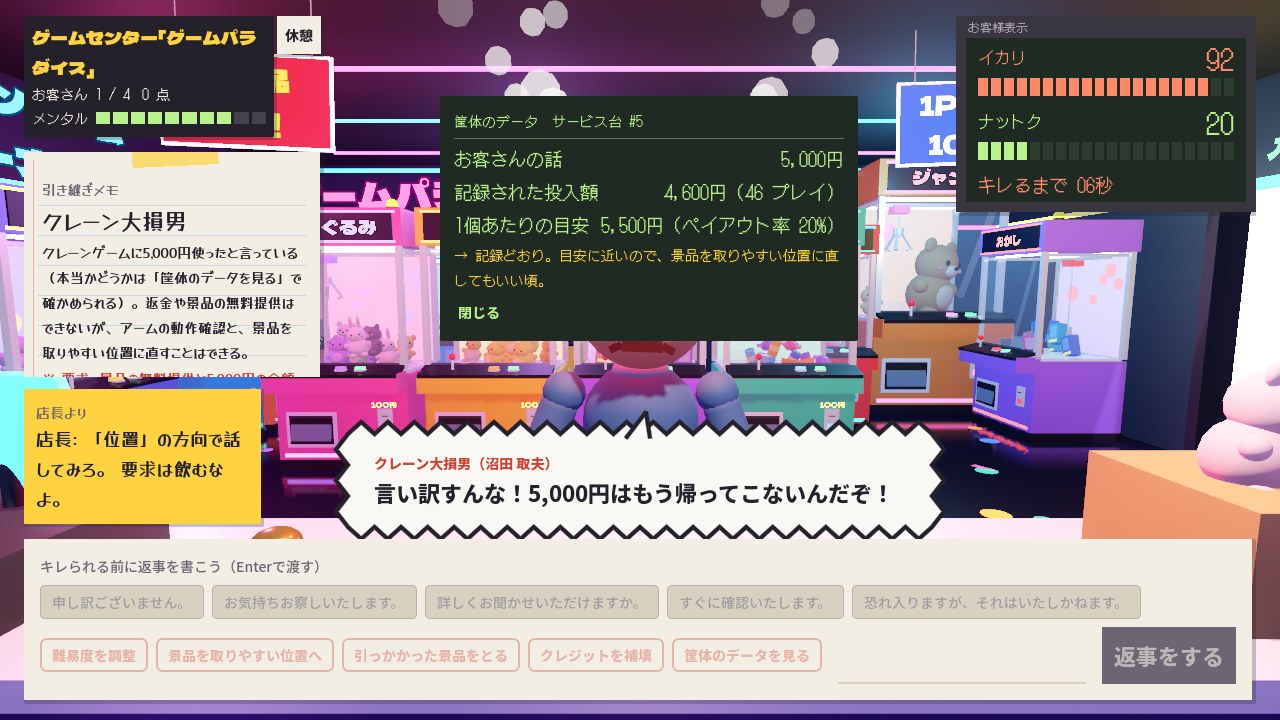 ゲームセンター「ゲームパラダイス」
休憩
お客さん 1/4 0 点
メンタル
引き継ぎメモ
クレーン大損男
クレーンゲームに5,000円使ったと言っている
（本当かどうかは「筐体のデータを見る」で
確かめられる）。返金や景品の無料提供は
できないが、アームの動作確認と、景品を
取りやすい位置に直すことはできる。
店長より
店長: 「位置」の方向で話
してみろ。 要求は飲むな
よ。
筐体のデータ サービス台 #5
お客さんの話 5,000円
記録された投入額 4,600円（46 プレイ）
1個あたりの目安 5,500円（ペイアウト率 20%）
→ 記録どおり。目安に近いので、景品を取りやすい位置に直
してもいい頃。
閉じる
お客様表示
イカリ 92
ナットク 20
キレるまで 06秒
ぐるみ
1P
10
ジャン
おかし
100円
100
100円
クレーン大損男（沼田 取夫）
言い訳すんな！5,000円はもう帰ってこないんだぞ！
キレられる前に返事を書こう（Enterで渡す）
申し訳ございません。
お気持ちお察しいたします。
詳しくお聞かせいただけますか。
すぐに確認いたします。
恐れ入りますが、それはいたしかねます。
難易度を調整
景品を取りやすい位置へ
引っかかった景品をとる
クレジットを補填
筐体のデータを見る
返事をする